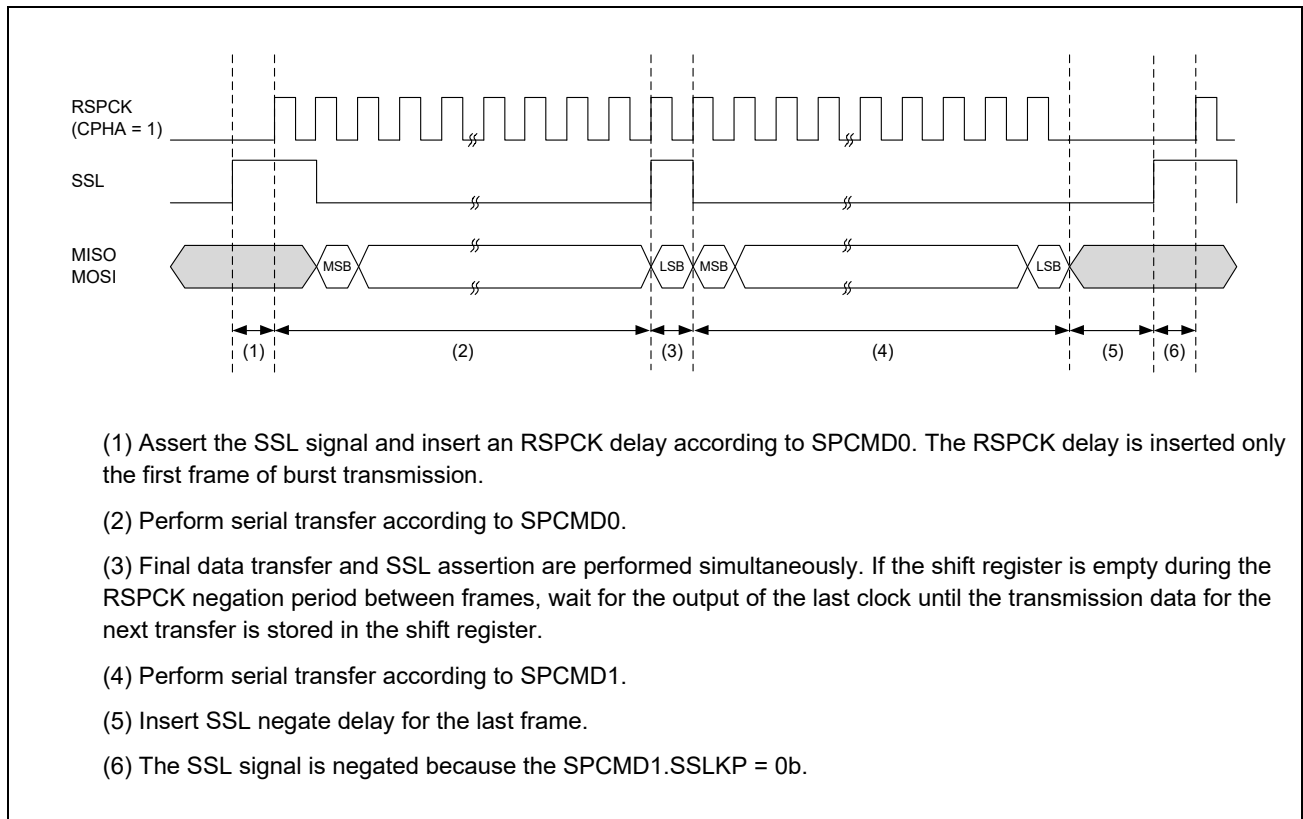 RSPCK
(CPHA = 1)
SSL
MISO
MOSI
MSB
LSB
MSB
LSB
(1)
(2)
(3)
(4)
(5)
(6)
(1) Assert the SSL signal and insert an RSPCK delay according to SPCMD0. The RSPCK delay is inserted only
the first frame of burst transmission.
(2) Perform serial transfer according to SPCMD0.
(3) Final data transfer and SSL assertion are performed simultaneously. If the shift register is empty during the
RSPCK negation period between frames, wait for the output of the last clock until the transmission data for the
next transfer is stored in the shift register.
(4) Perform serial transfer according to SPCMD1.
(5) Insert SSL negate delay for the last frame.
(6) The SSL signal is negated because the SPCMD1.SSLKP = 0b.